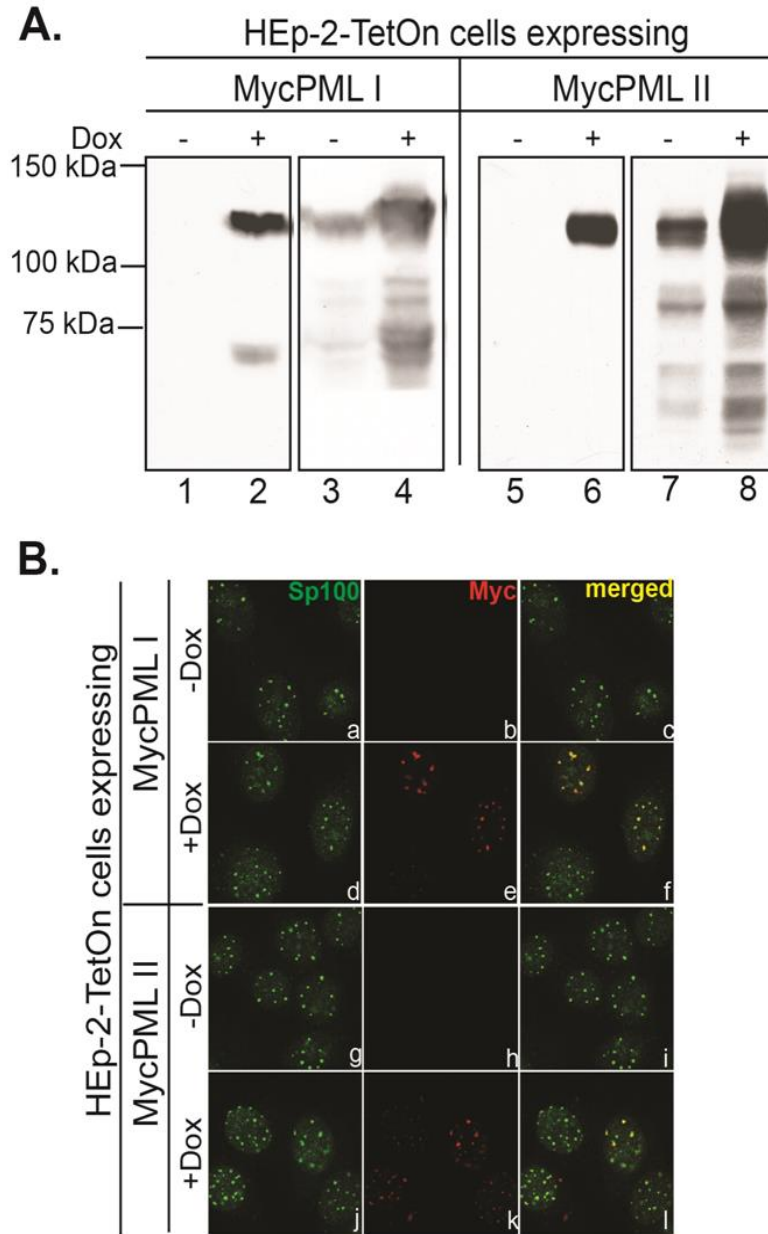 A.
HEp-2-TetOn cells expressing
MycPML I MycPML II
Dox - + - + - + - +
150 kDa
100 kDa
75 kDa
1 2 3 4 5 6 7 8
B.
HEp-2-TetOn cells expressing
MycPML I
-Dox
Sp100 Myc merged
a b c
+Dox
d e f
MycPML II
-Dox
g h i
+Dox
j k l